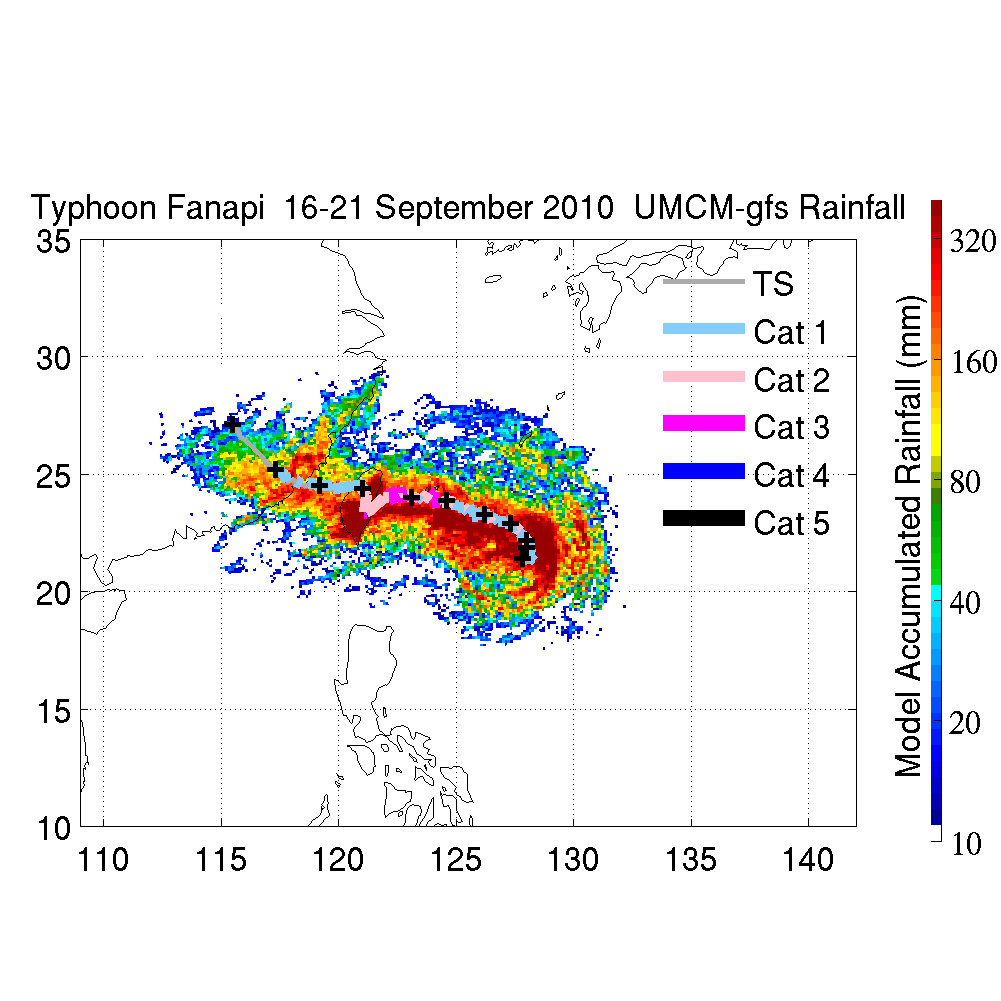 Typhoon Fanapi  16-21 September 2010  UMCM-gfs Rainfall
35
30
25
20
15
10
110 115 120 125 130 135 140
TS
Cat 1
Cat 2
Cat 3
Cat 4
Cat 5
Model Accumulated Rainfall (mm)
320
160
80
40
20
10